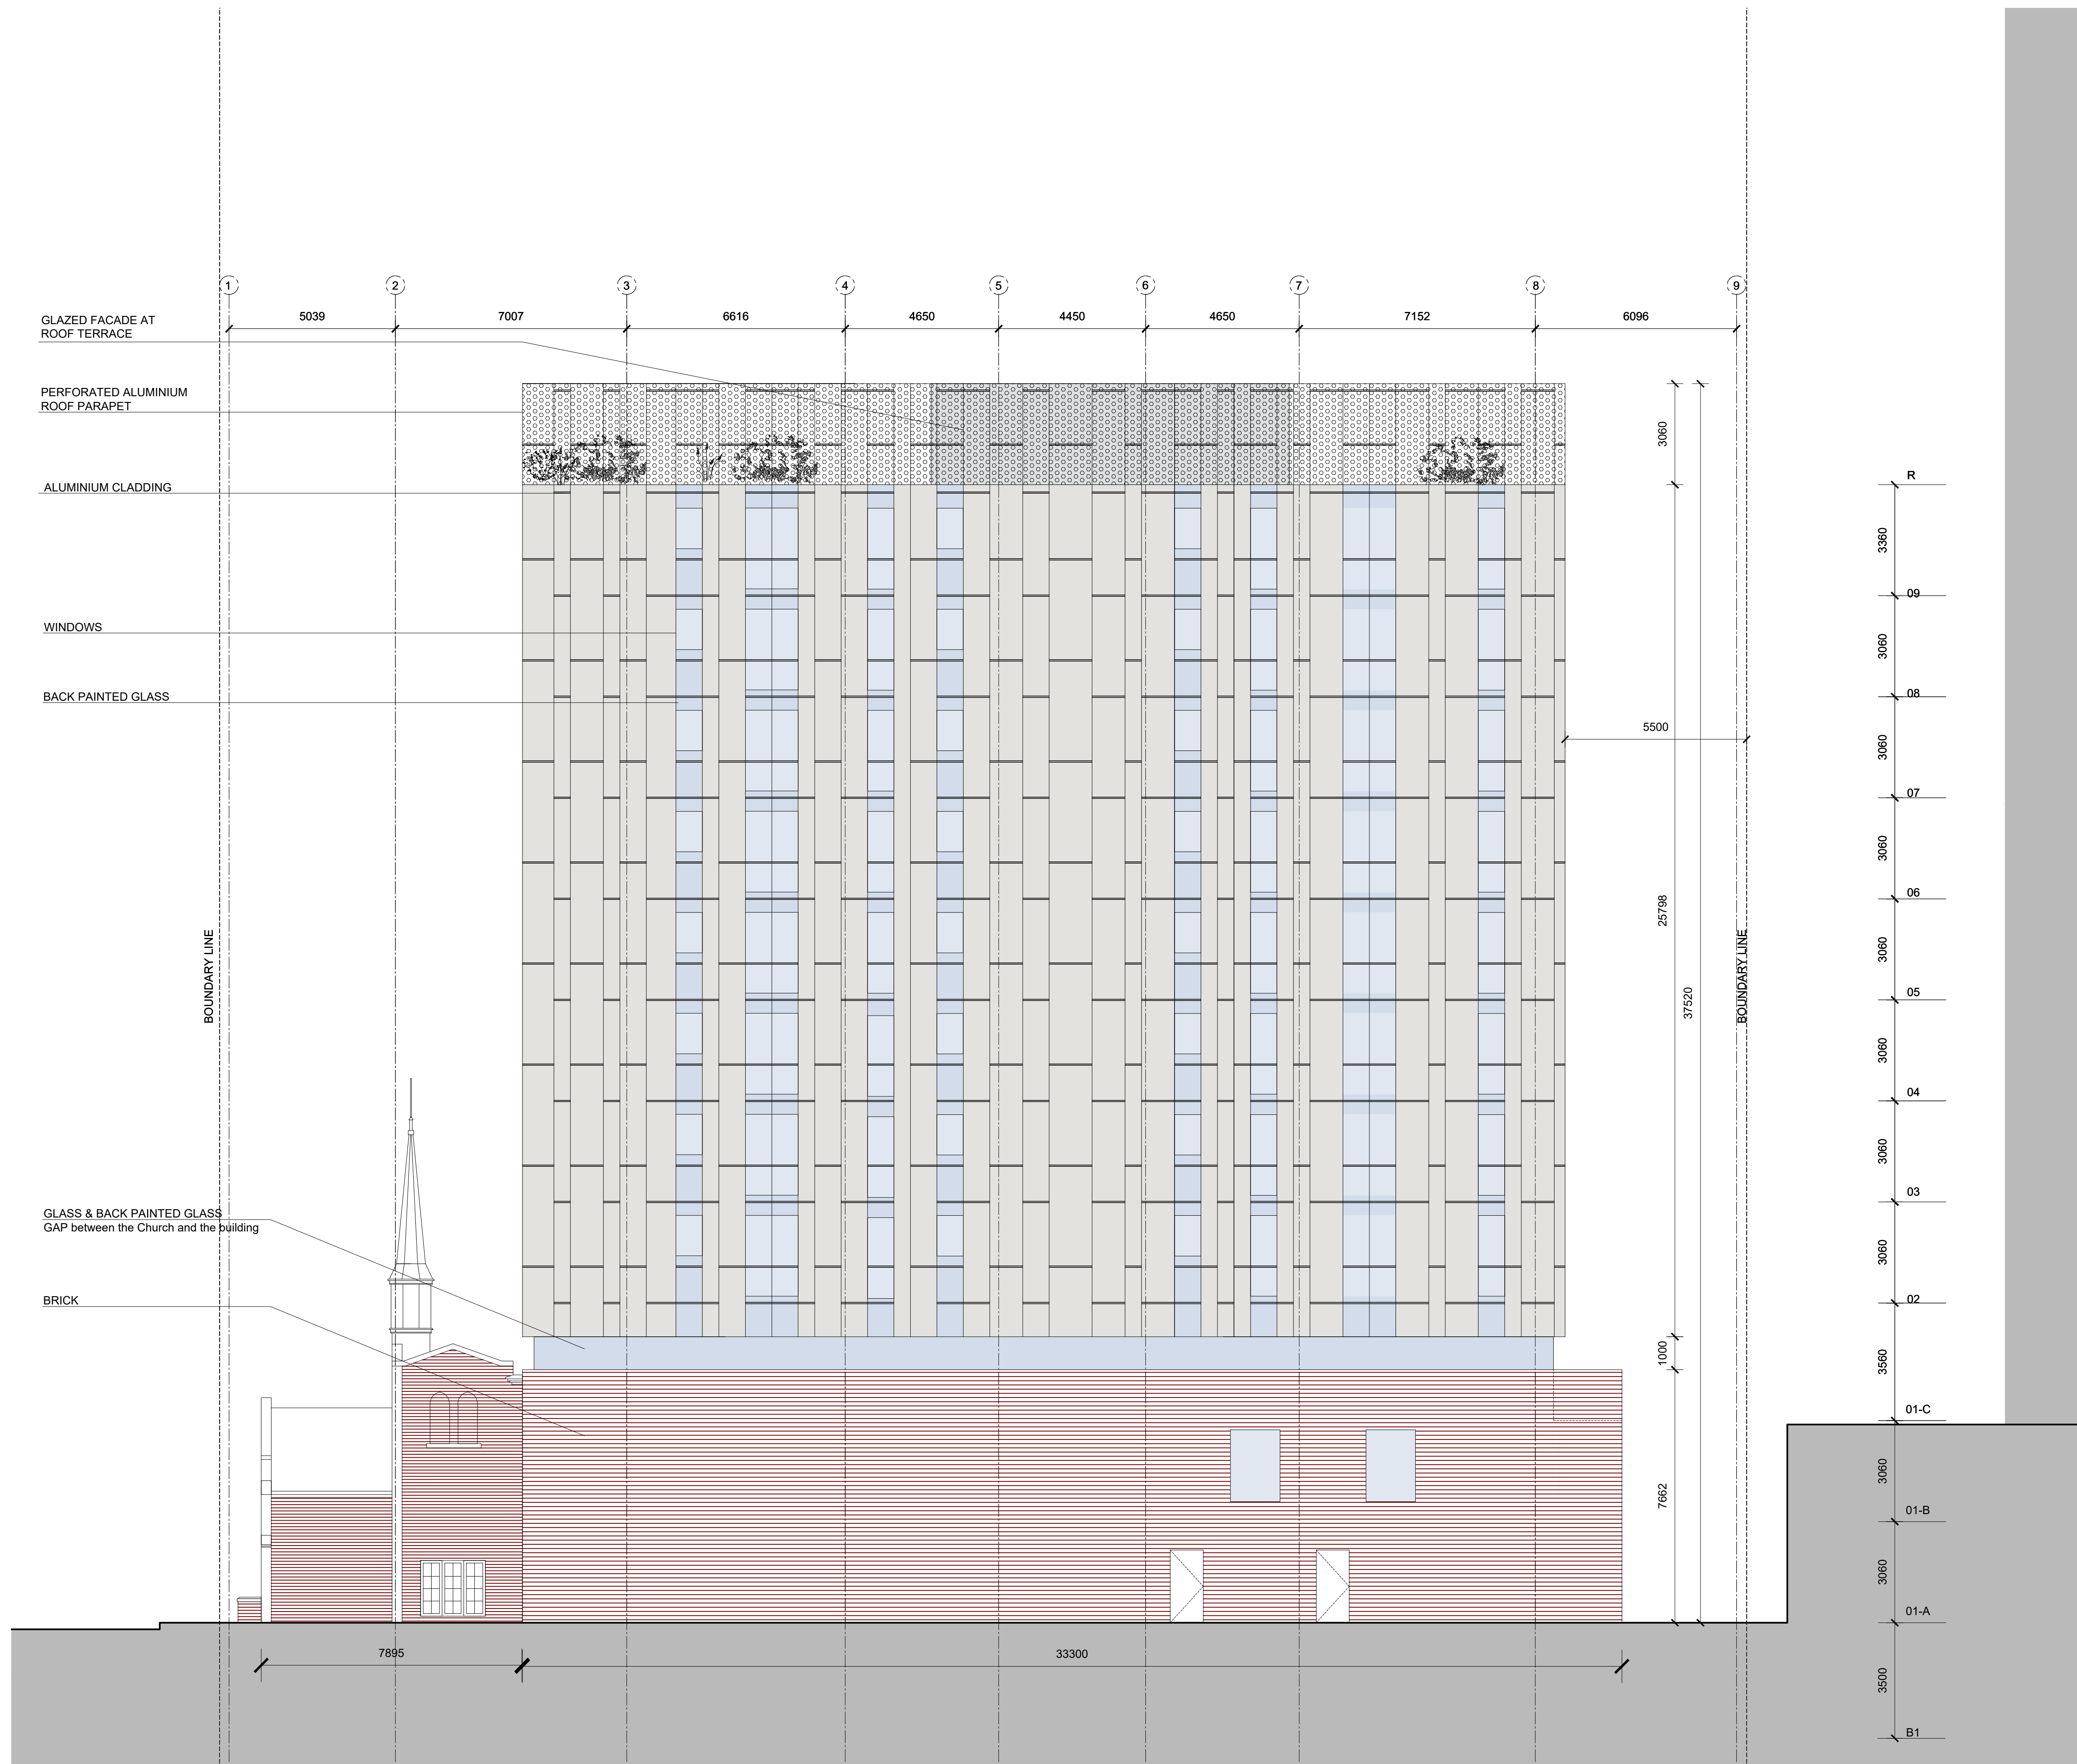 1 2 3 4 5 6 7 8 9
5039 7007 6616 4650 4450 4650 7152 6096
GLAZED FACADE AT
ROOF TERRACE
PERFORATED ALUMINIUM
ROOF PARAPET
3060
R
ALUMINIUM CLADDING
3360
09
WINDOWS
3060
08
BACK PAINTED GLASS
5500
3060
07
3060
06
25798
3060
BOUNDARY LINE
BOUNDARY LINE
05
37520
3060
04
3060
03
GLASS & BACK PAINTED GLASS
GAP between the Church and the building
3060
02
BRICK
1000
3560
01-C
3060
7662
01-B
3060
01-A
7895
33300
3500
B1